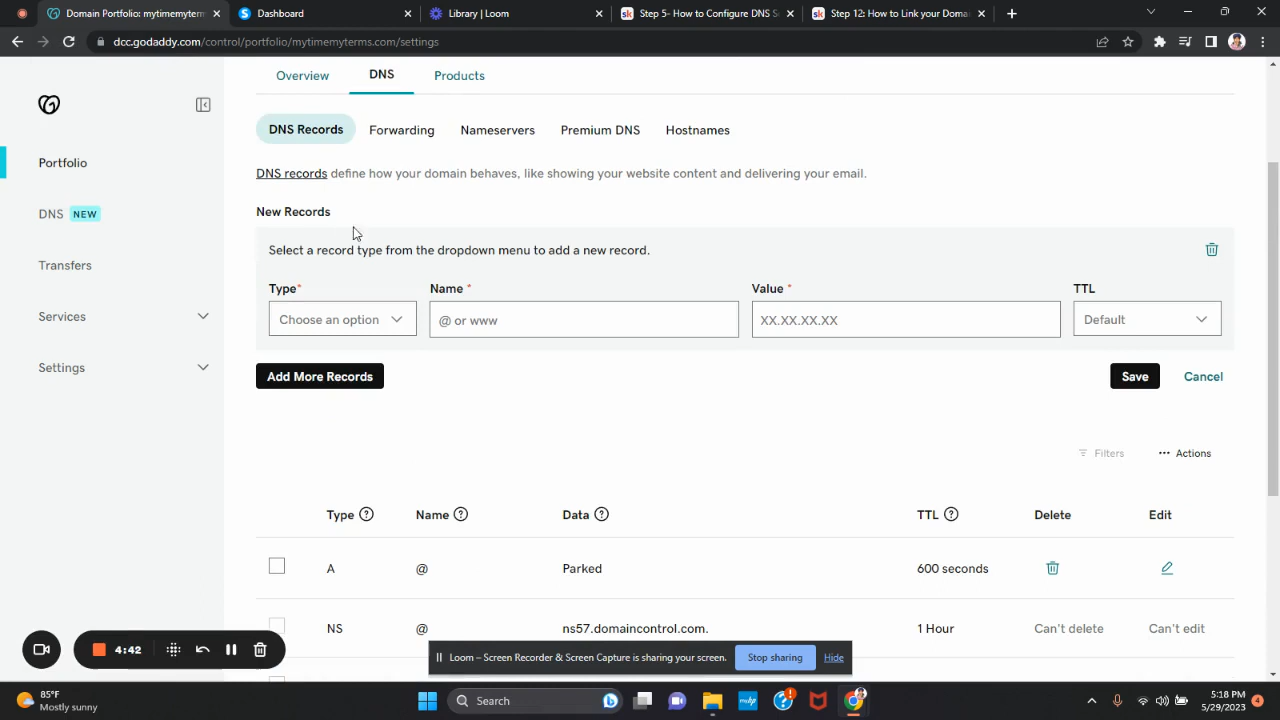 Domain Portfolio: mytimemyterm
Dashboard
Library | Loom
Step 5- How to Configure DNS S
Step 12: How to Link your Doma
dcc.godaddy.com/control/portfolio/mytimemyterms.com/settings
Overview
DNS
Products
Portfolio
DNS NEW
Transfers
Services
Settings
DNS Records
Forwarding
Nameservers
Premium DNS
Hostnames
DNS records define how your domain behaves, like showing your website content and delivering your email.
New Records
Select a record type from the dropdown menu to add a new record.
Type*
Name *
Value *
TTL
Choose an option
@ or www
XX.XX.XX.XX
Default
Add More Records
Save
Cancel
Filters
Actions
Type
Name
Data
TTL
Delete
Edit
A
@
Parked
600 seconds
NS
@
ns57.domaincontrol.com.
1 Hour
Can't delete
Can't edit
4:42
Loom – Screen Recorder & Screen Capture is sharing your screen.
Stop sharing
Hide
85°F
Mostly sunny
Search
5:18 PM
5/29/2023
4